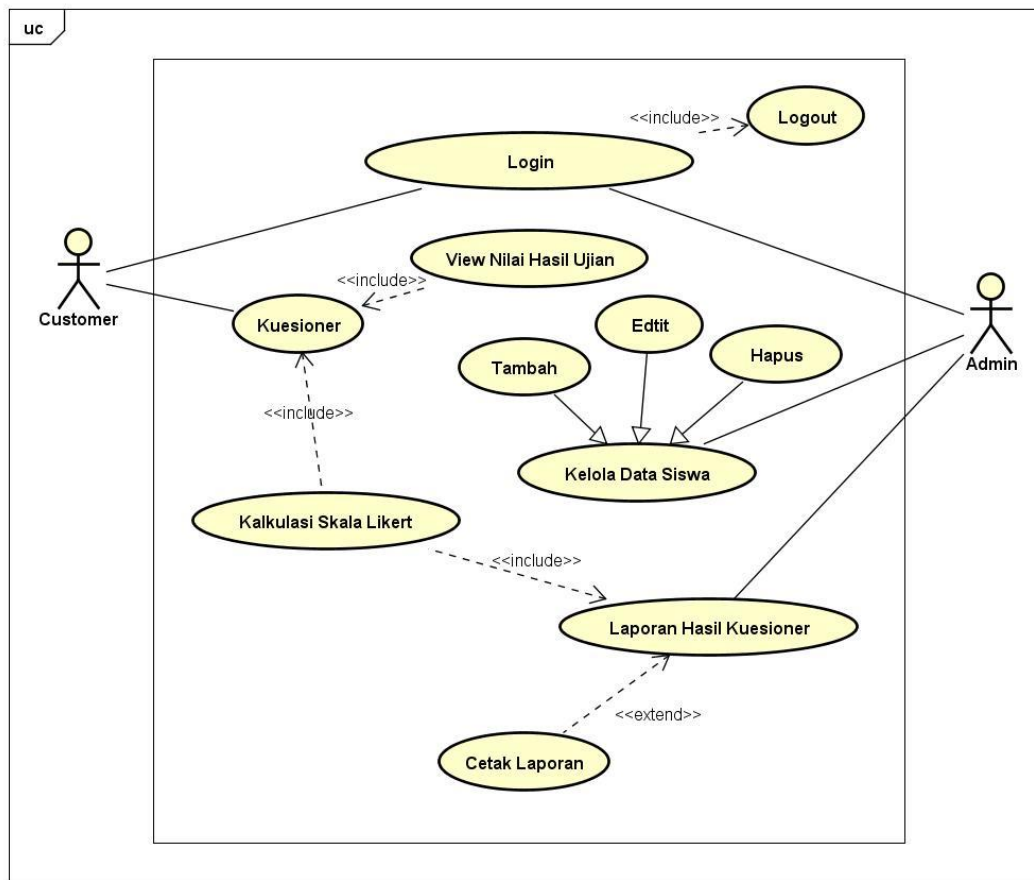 uc
<<include>>
Logout
Login
View Nilai Hasil Ujian
<<include>>
Customer
Kuesioner
Edtit
Tambah
Hapus
Admin
<<include>>
Kelola Data Siswa
Kalkulasi Skala Likert
<<include>>
Laporan Hasil Kuesioner
<<extend>>
Cetak Laporan